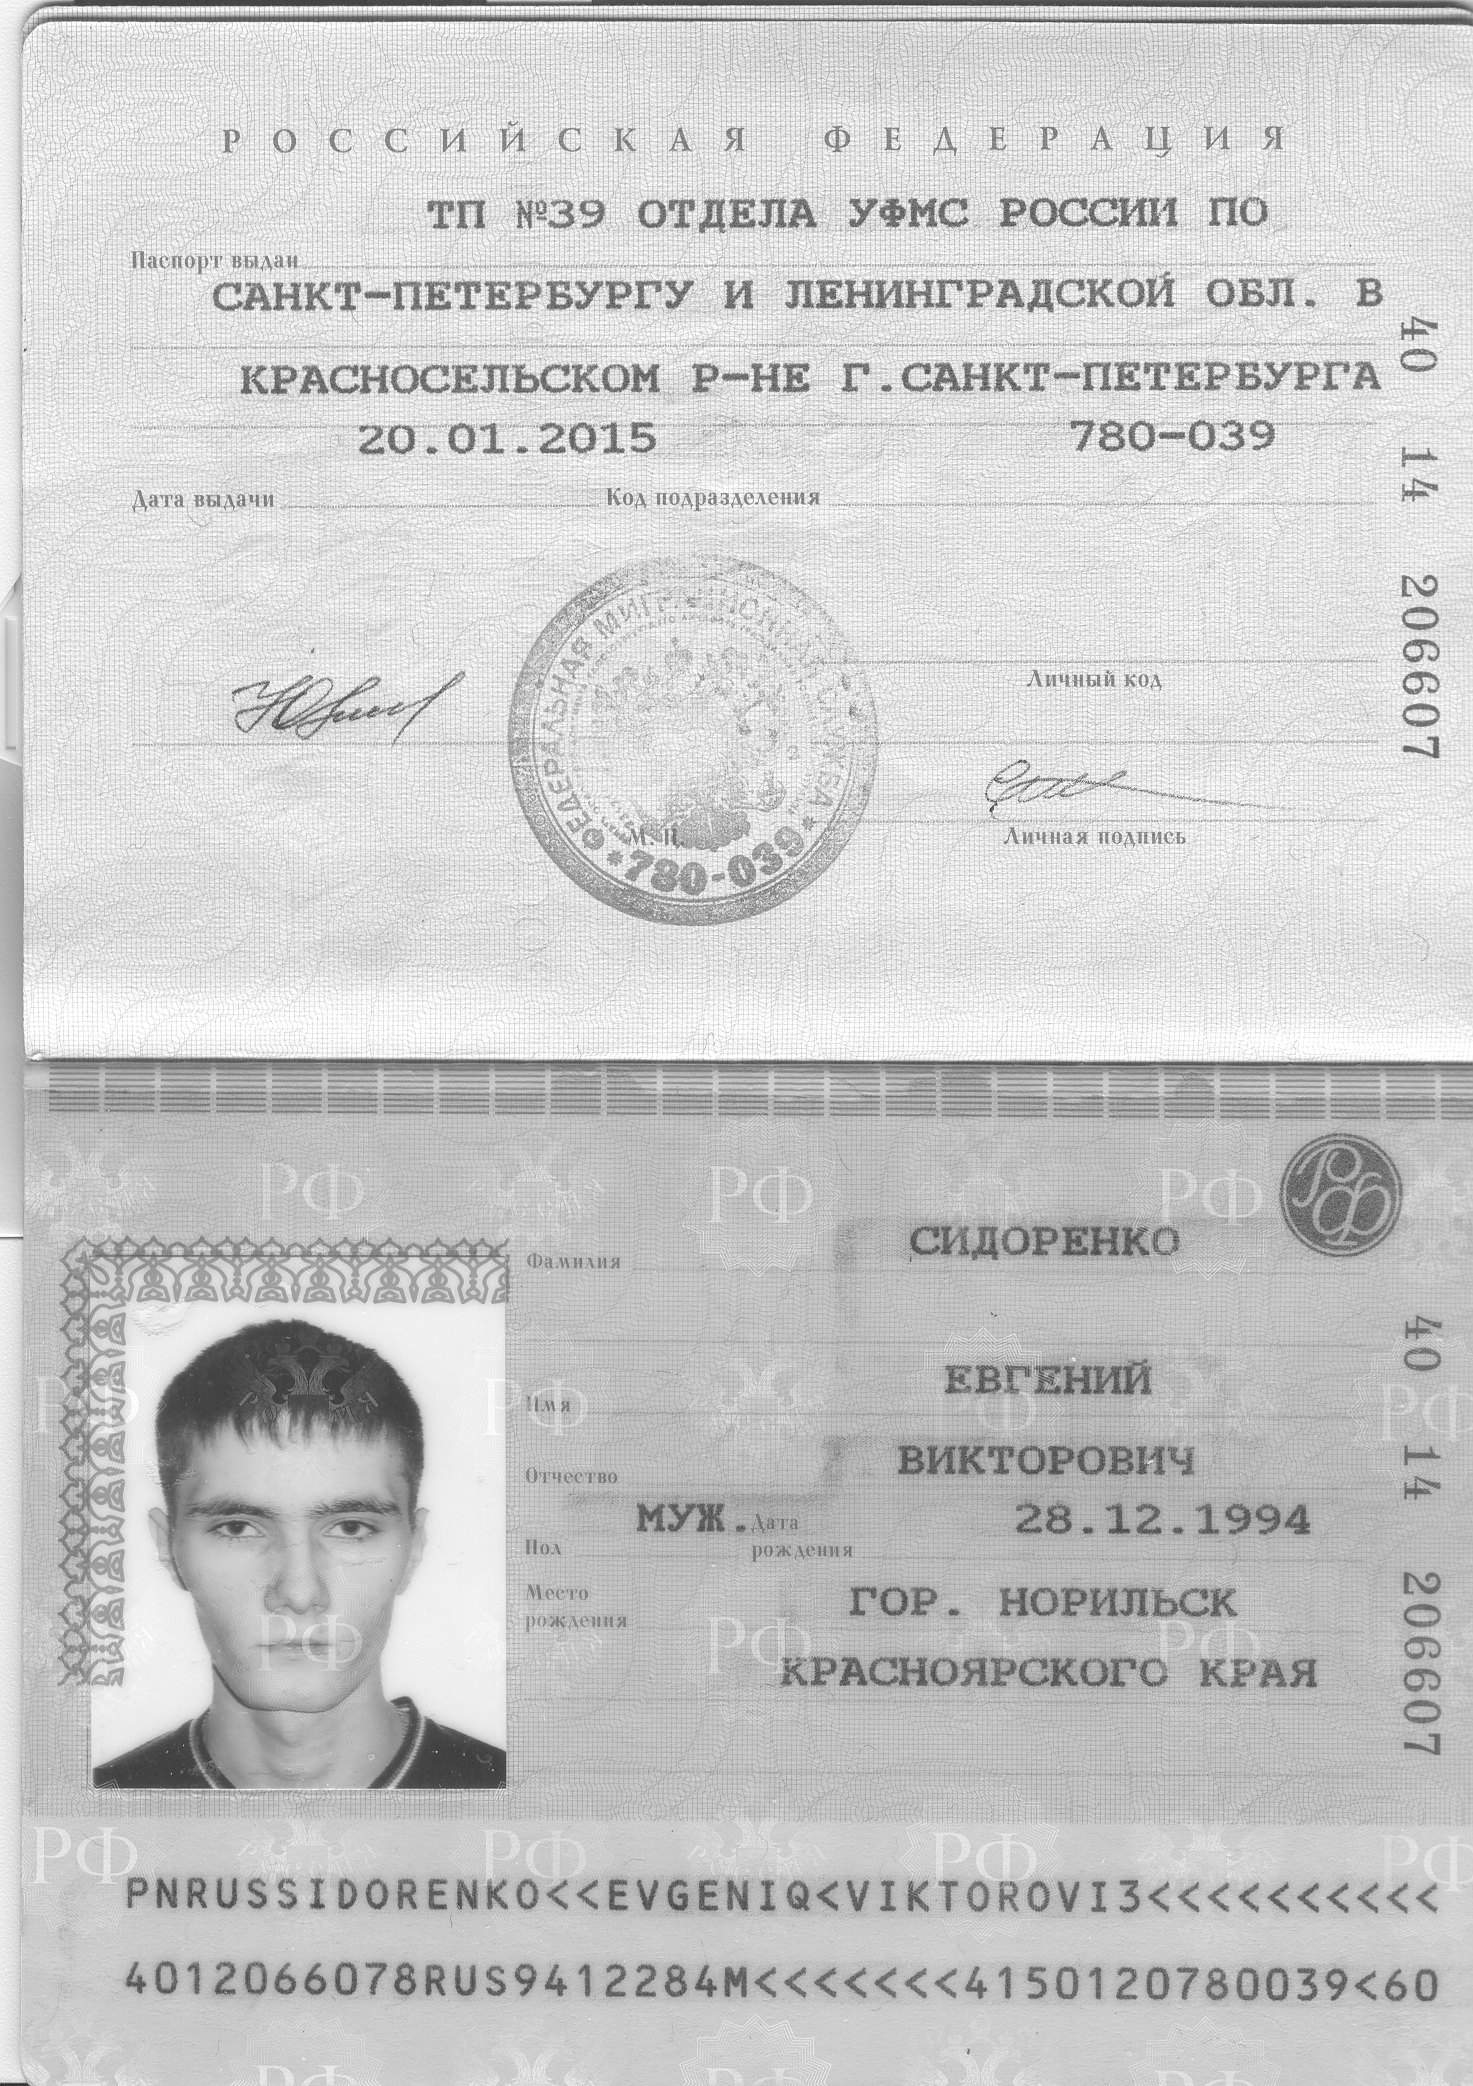 РОССИЙСКАЯ ФЕДЕРАЦИЯ
ТП №39 ОТДЕЛА УФМС РОССИИ ПО
Паспорт выдан
САНКТ-ПЕТЕРБУРГУ И ЛЕНИНГРАДСКОЙ ОБЛ. В
КРАСНОСЕЛЬСКОМ Р-НЕ Г.САНКТ-ПЕТЕРБУРГА
20.01.2015 780-039
Дата выдачи Код подразделения
40 14 206607
ФЕДЕРАЛЬНАЯ МИГРАЦИОННАЯ СЛУЖБА
*780-039*
М. П.
Личный код
Личная подпись
РФ
СИДОРЕНКО
Фамилия
ЕВГЕНИЙ
Имя
ВИКТОРОВИЧ
Отчество
МУЖ. Дата рождения 28.12.1994
Пол
Место рождения
ГОР. НОРИЛЬСК
КРАСНОЯРСКОГО КРАЯ
40 14 206607
PNRUSSIDORENKO<<EVGENIQ<VIKTOROVI3<<<<<<<<<<
4012066078RUS9412284M<<<<<<<4150120780039<60